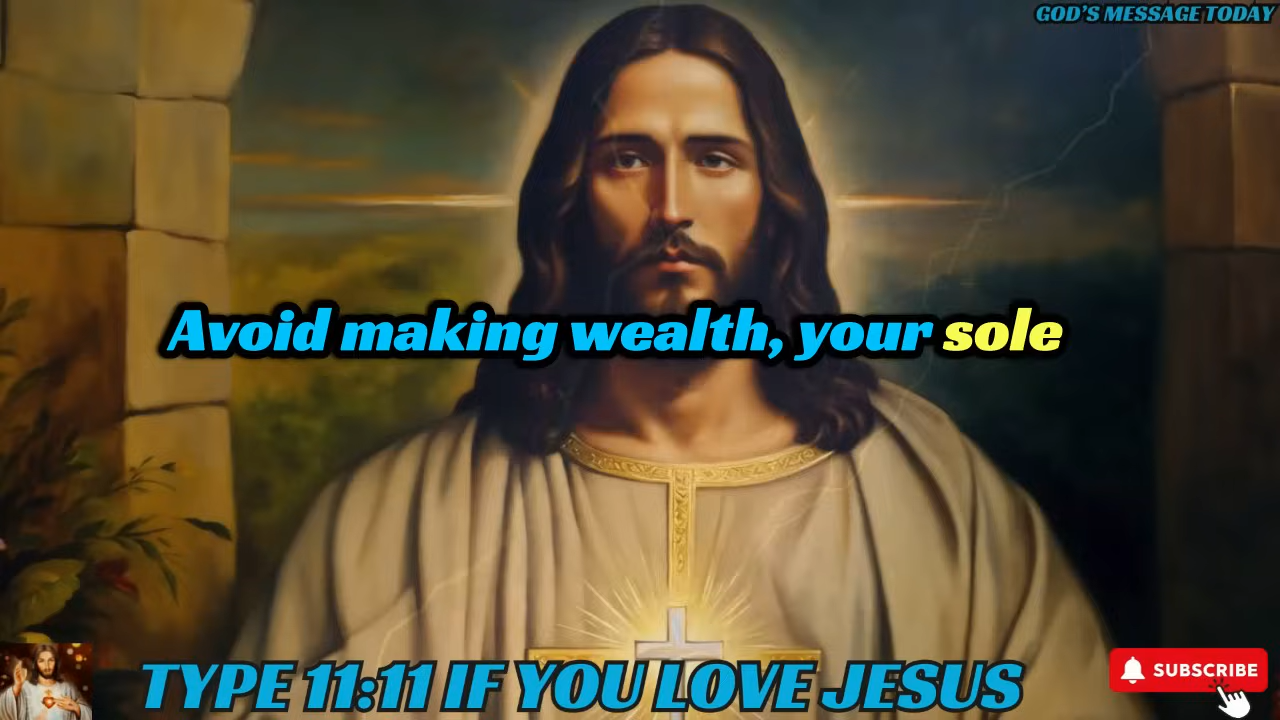 GOD'S MESSAGE TODAY
Avoid making wealth, your sole
TYPE 11:11 IF YOU LOVE JESUS
SUBSCRIBE